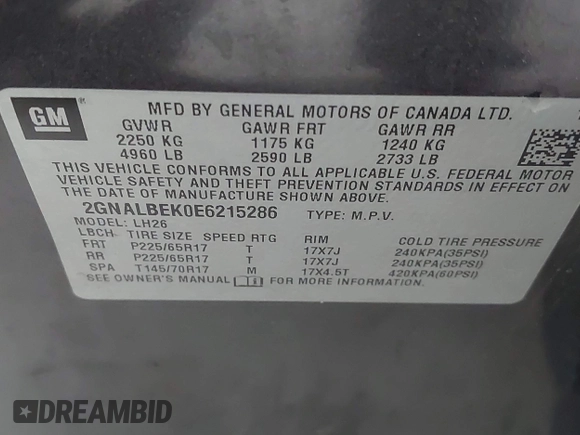 GM
MFD BY GENERAL MOTORS OF CANADA LTD.
GVWR GAWR FRT GAWR RR
2250 KG 1175 KG 1240 KG
4960 LB 2590 LB 2733 LB
THIS VEHICLE CONFORMS TO ALL APPLICABLE U.S. FEDERAL MOTOR
VEHICLE SAFETY, BUMPER, AND THEFT PREVENTION STANDARDS IN EFFECT ON
THE DATE OF MANUFACTURE SHOWN ABOVE.
2GNALBEK0E6215286 TYPE: M.P.V.
MODEL: LH26
LBCH- TIRE SIZE SPEED RTG RIM COLD TIRE PRESSURE
FRT P225/65R17 T 17X7J 240KPA(35PSI)
RR P225/65R17 T 17X7J 240KPA(35PSI)
SPA T145/70R17 M 17X4.5T 420KPA(60PSI)
SEE OWNER'S MANUAL FOR MORE INFORMATION
DREAMBID